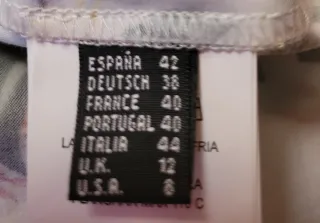 ESPAÑA 42
DEUTSCH 38
FRANCE 40
PORTUGAL 40
ITALIA 44
U.K. 12
U.S.A. 8